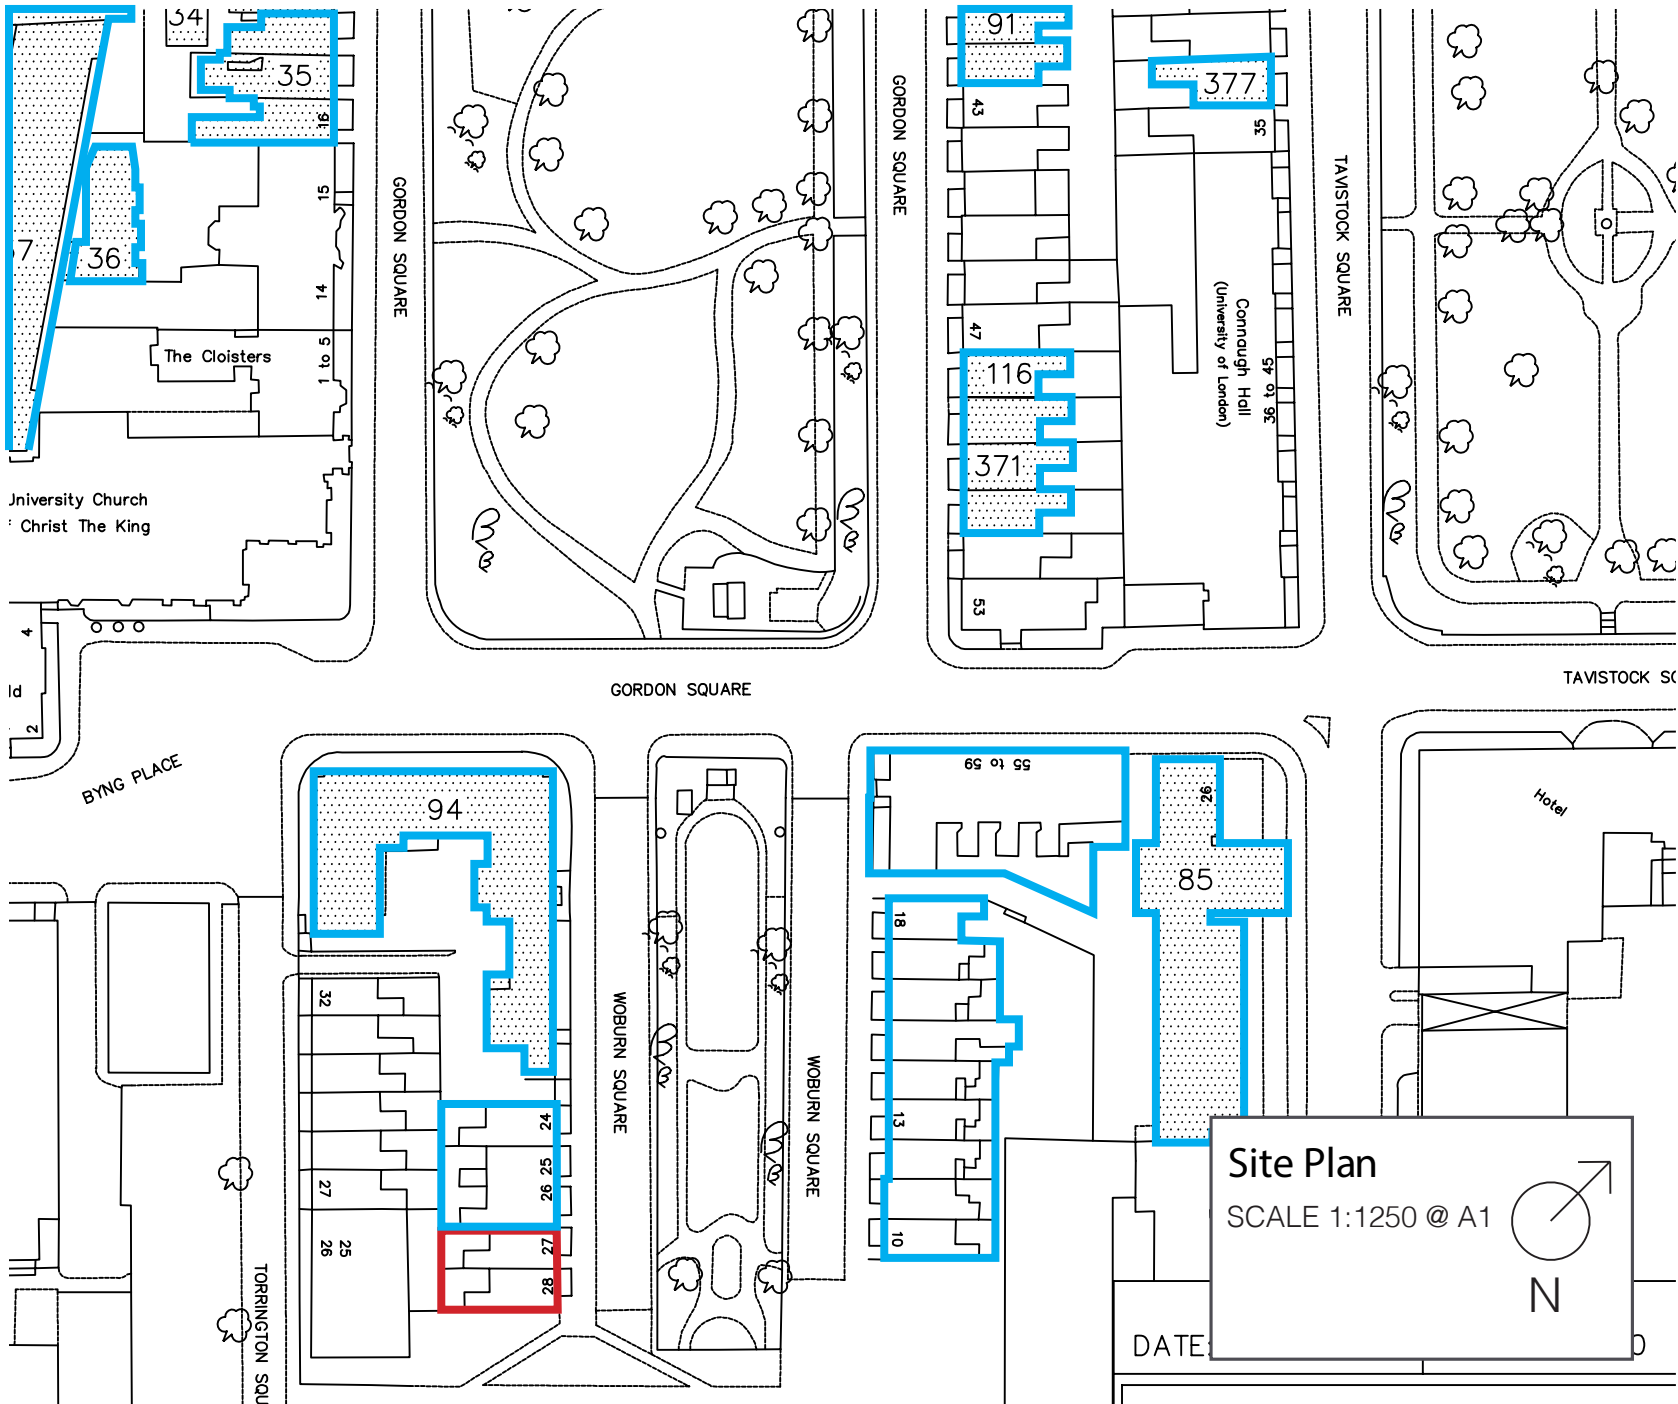 34
35
16
91
43
377
35
GORDON SQUARE
GORDON SQUARE
TAVISTOCK SQUARE
15
36
14
47
Connaugh Hall
(University of London)
36 to 45
The Cloisters
1 to 5
116
371
University Church
Christ The King
53
4
2
GORDON SQUARE
TAVISTOCK SQ
BYNG PLACE
94
55 to 59
26
Hotel
85
18
32
WOBURN SQUARE
WOBURN SQUARE
24
13
25
26
27
10
27
28
25
26
TORRINGTON SQU
Site Plan
SCALE 1:1250 @ A1
N
DATE: